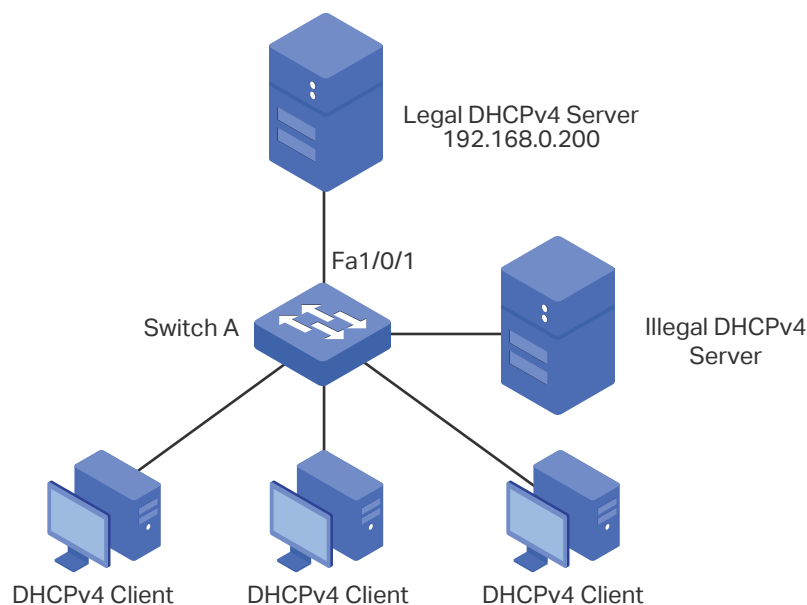 Legal DHCPv4 Server
192.168.0.200
Fa1/0/1
Switch A
Illegal DHCPv4
Server
DHCPv4 Client
DHCPv4 Client
DHCPv4 Client